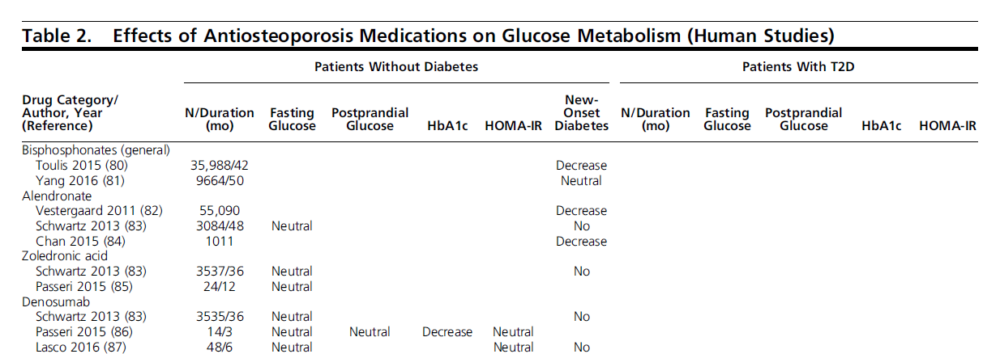 Table 2. Effects of Antiosteoporosis Medications on Glucose Metabolism (Human Studies)
Patients Without Diabetes Patients With T2D
Drug Category/
Author, Year
(Reference) N/Duration
(mo) Fasting
Glucose Postprandial
Glucose HbA1c HOMA-IR New-
Onset
Diabetes N/Duration
(mo) Fasting
Glucose Postprandial
Glucose HbA1c HOMA-IR
Bisphosphonates (general)
Toulis 2015 (80) 35,988/42 Decrease
Yang 2016 (81) 9664/50 Neutral
Alendronate
Vestergaard 2011 (82) 55,090 Decrease
Schwartz 2013 (83) 3084/48 Neutral No
Chan 2015 (84) 1011 Decrease
Zoledronic acid
Schwartz 2013 (83) 3537/36 Neutral No
Passeri 2015 (85) 24/12 Neutral
Denosumab
Schwartz 2013 (83) 3535/36 Neutral No
Passeri 2015 (86) 14/3 Neutral Neutral Decrease Neutral
Lasco 2016 (87) 48/6 Neutral Neutral No